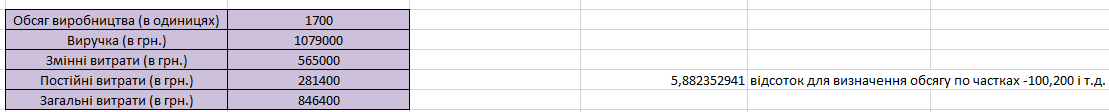 Обсяг виробництва (в одиницях) 1700
Виручка (в грн.) 1079000
Змінні витрати (в грн.) 565000
Постійні витрати (в грн.) 281400 5,882352941 відсоток для визначення обсягу по частках -100,200 і т.д.
Загальні витрати (в грн.) 846400